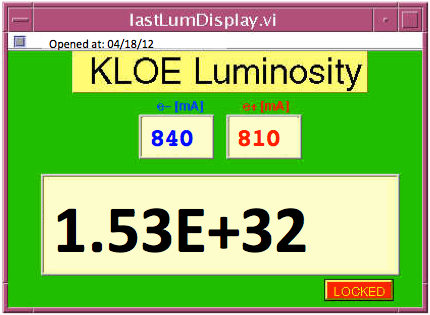 lastLumDisplay.vi
Opened at: 04/18/12
KLOE Luminosity
e- [mA] e+ [mA]
840 810
1.53E+32
LOCKED